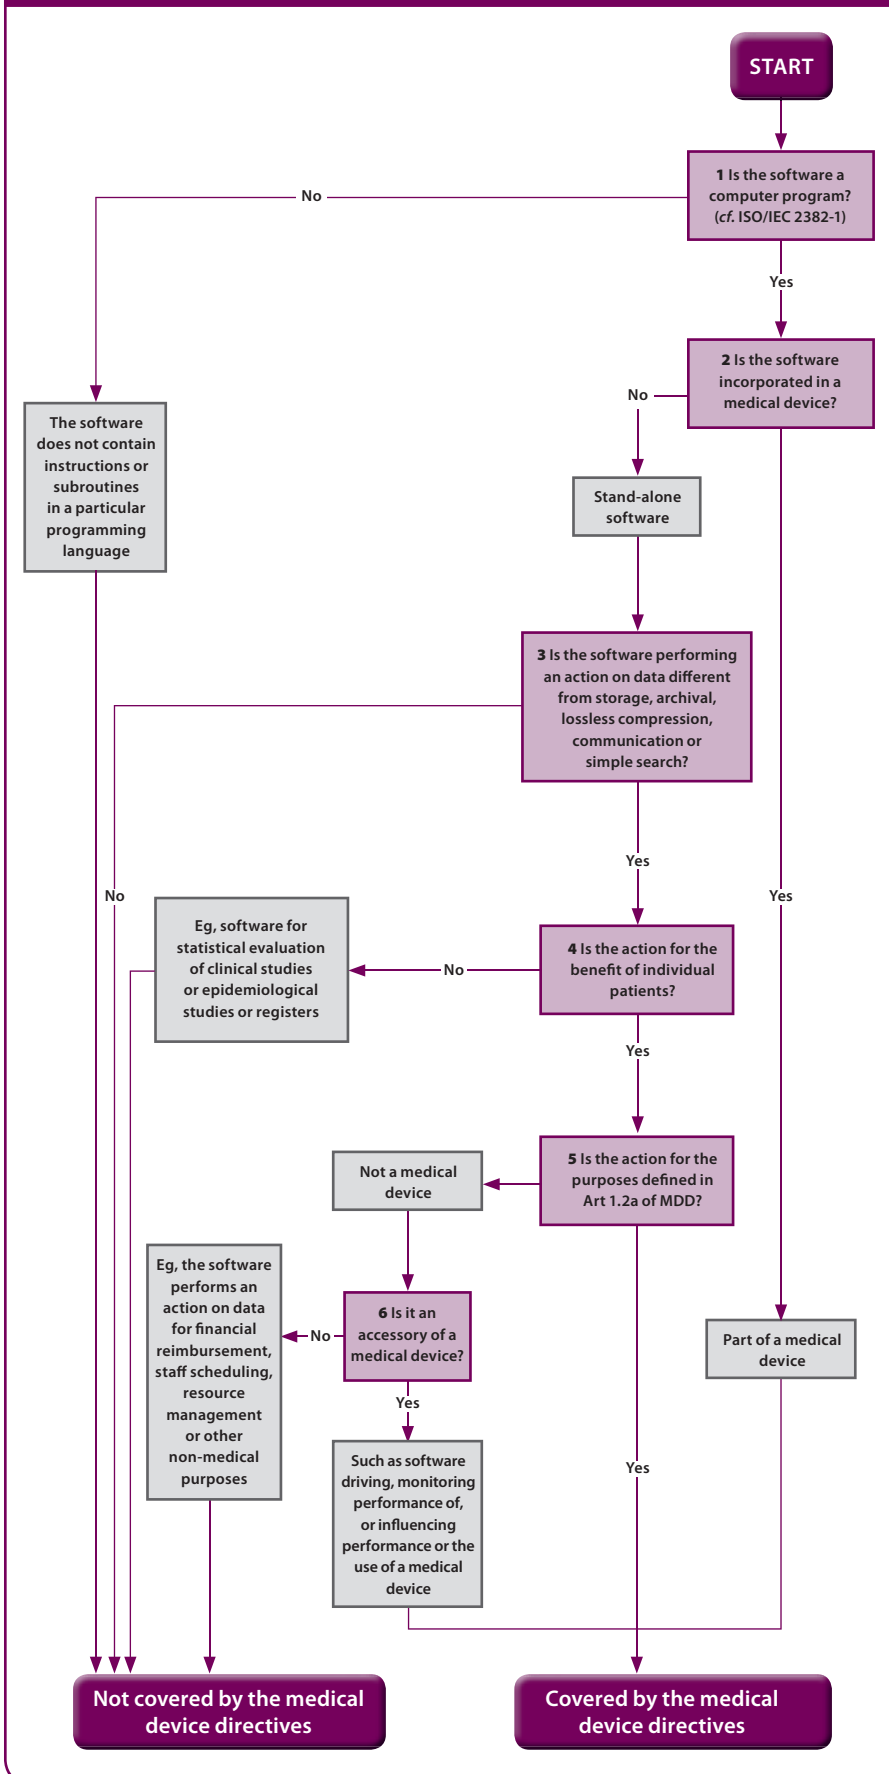 START
1 Is the software a
computer program?
(cf. ISO/IEC 2382-1)
No
Yes
2 Is the software
incorporated in a
medical device?
No
The software
does not contain
instructions or
subroutines
in a particular
programming
language
Stand-alone
software
3 Is the software performing
an action on data different
from storage, archival,
lossless compression,
communication or
simple search?
Yes
No
Yes
Eg, software for
statistical evaluation
of clinical studies
or epidemiological
studies or registers
No
4 Is the action for the
benefit of individual
patients?
Yes
5 Is the action for the
purposes defined in
Art 1.2a of MDD?
Not a medical
device
Eg, the software
performs an
action on data
for financial
reimbursement,
staff scheduling,
resource
management
or other
non-medical
purposes
No
6 Is it an
accessory of a
medical device?
Part of a medical
device
Yes
Such as software
driving, monitoring
performance of,
or influencing
performance or the
use of a medical
device
Yes
Not covered by the medical
device directives
Covered by the medical
device directives